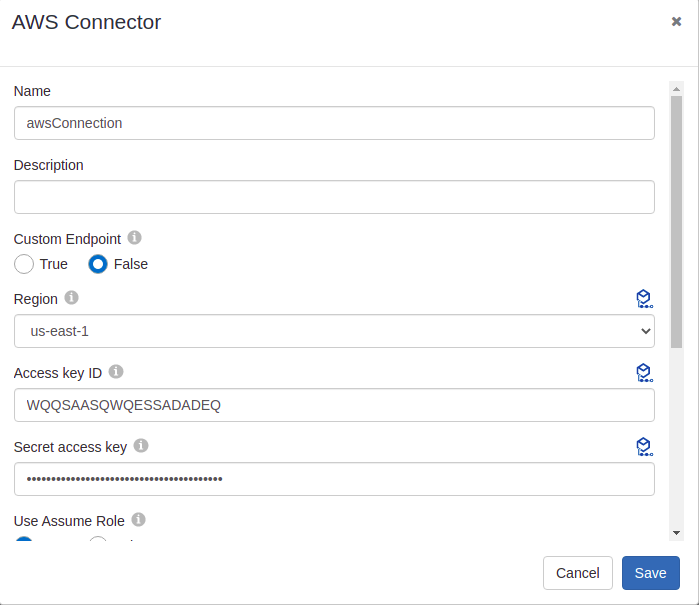 AWS Connector
Name
awsConnection
Description
Custom Endpoint
True False
Region
us-east-1
Access key ID
WQQSAASQWQESSADADEQ
Secret access key
••••••••••••••••••••••••••••••••••••••••
Use Assume Role
Cancel Save